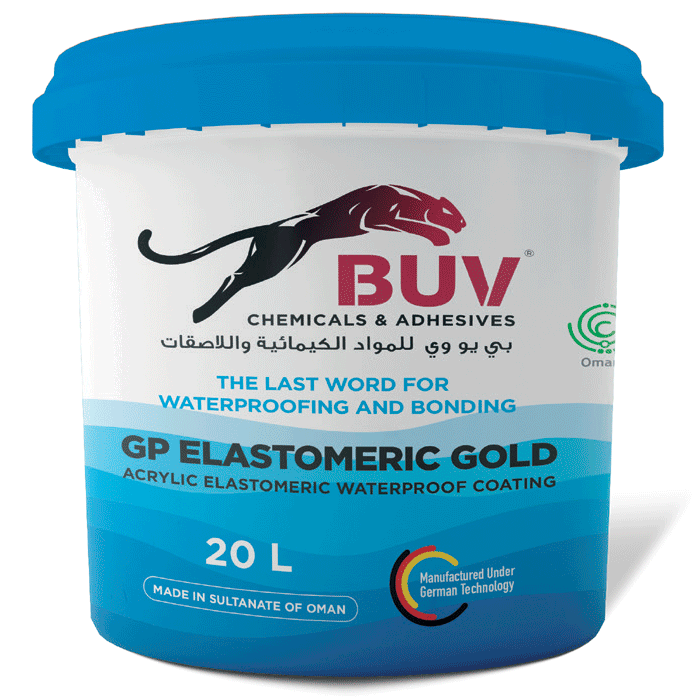 BUV®
CHEMICALS & ADHESIVES
بي يو وي للمواد الكيمائية واللاصقات
THE LAST WORD FOR
WATERPROOFING AND BONDING
GP ELASTOMERIC GOLD
ACRYLIC ELASTOMERIC WATERPROOF COATING
20 L
MADE IN SULTANATE OF OMAN
Manufactured Under
German Technology